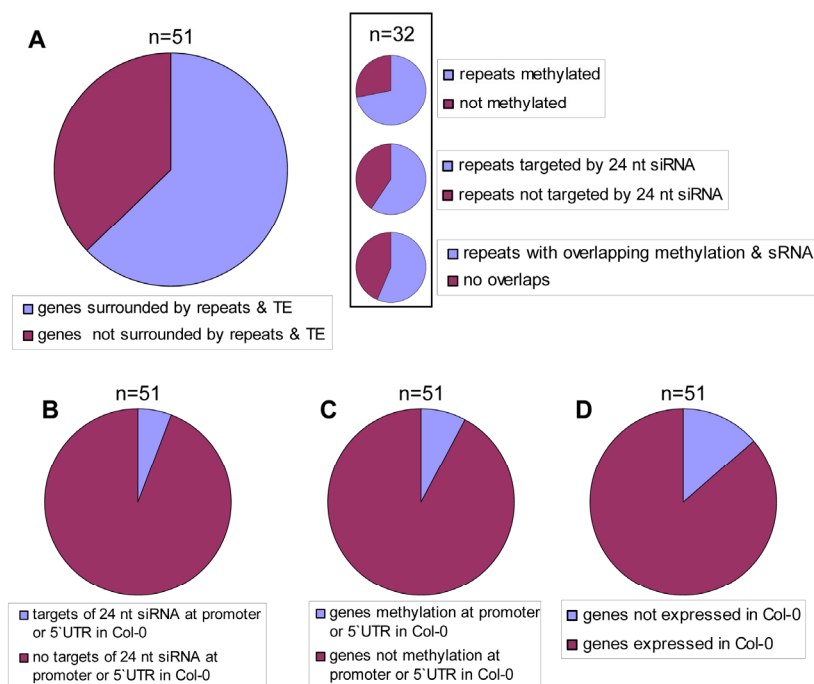 A
n=51
n=32
repeats methylated
not methylated
repeats targeted by 24 nt siRNA
repeats not targeted by 24 nt siRNA
repeats with overlapping methylation & sRNA
no overlaps
genes surrounded by repeats & TE
genes not surrounded by repeats & TE
B
n=51
targets of 24 nt siRNA at promoter
or 5`UTR in Col-0
no targets of 24 nt siRNA at
promoter or 5`UTR in Col-0
C
n=51
genes methylation at promoter
or 5`UTR in Col-0
genes not methylation at
promoter or 5`UTR in Col-0
D
n=51
genes not expressed in Col-0
genes expressed in Col-0